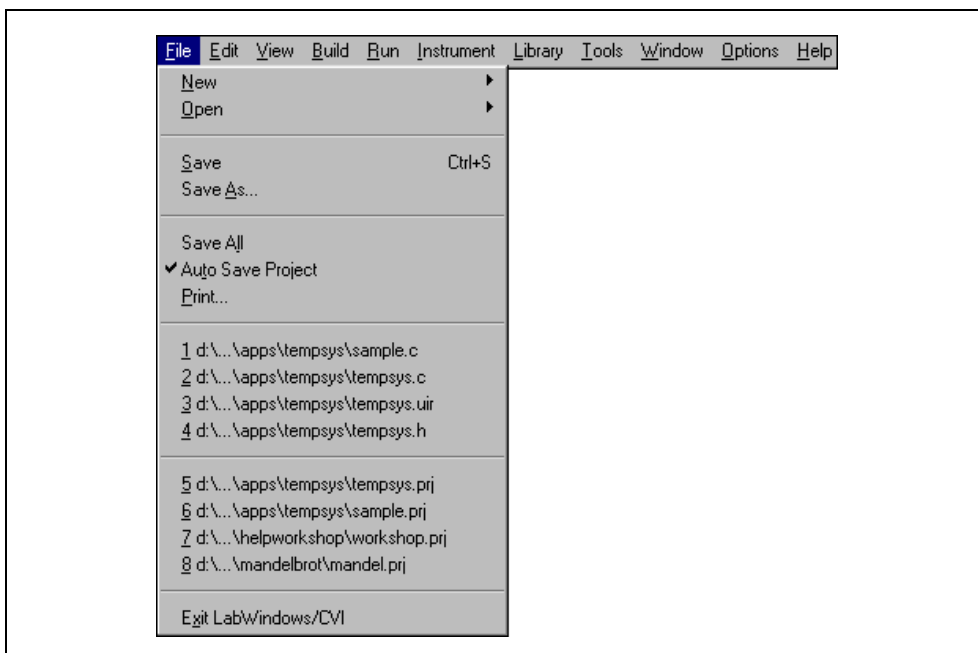 File Edit View Build Run Instrument Library Tools Window Options Help
New
Open
Save Ctrl+S
Save As...
Save All
Auto Save Project
Print...
1 d:\...\apps\tempsys\sample.c
2 d:\...\apps\tempsys\tempsys.c
3 d:\...\apps\tempsys\tempsys.uir
4 d:\...\apps\tempsys\tempsys.h
5 d:\...\apps\tempsys\tempsys.prj
6 d:\...\apps\tempsys\sample.prj
7 d:\...\helpworkshop\workshop.prj
8 d:\...\mandelbrot\mandel.prj
Exit LabWindows/CVI